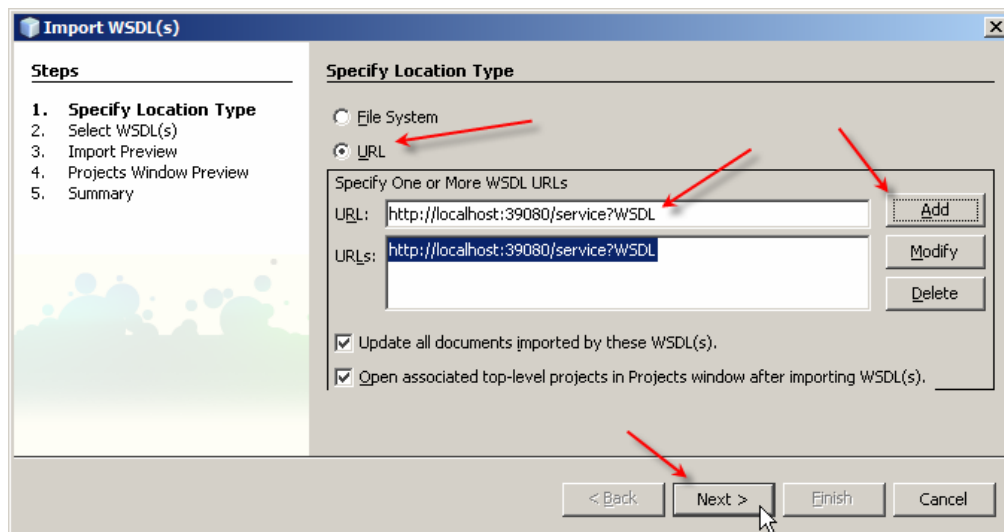 Import WSDL(s)
Steps
1. Specify Location Type
2. Select WSDL(s)
3. Import Preview
4. Projects Window Preview
5. Summary
Specify Location Type
File System
URL
Specify One or More WSDL URLs
URL: http://localhost:39080/service?WSDL
Add
URLs: http://localhost:39080/service?WSDL
Modify
Delete
Update all documents imported by these WSDL(s).
Open associated top-level projects in Projects window after importing WSDL(s).
< Back Next > Finish Cancel